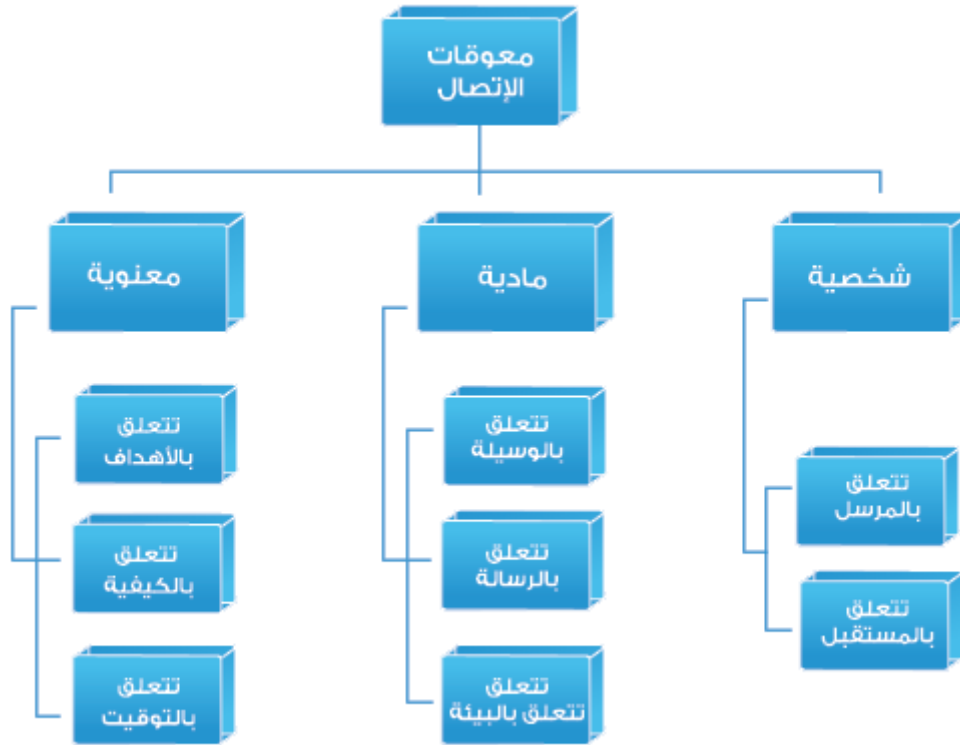 معوقات
الإتصال
شخصية
مادية
معنوية
تتعلق
بالمرسل
تتعلق
بالمستقبل
تتعلق
بالوسيلة
تتعلق
بالرسالة
تتعلق
تتعلق بالبيئة
تتعلق
بالأهداف
تتعلق
بالكيفية
تتعلق
بالتوقيت